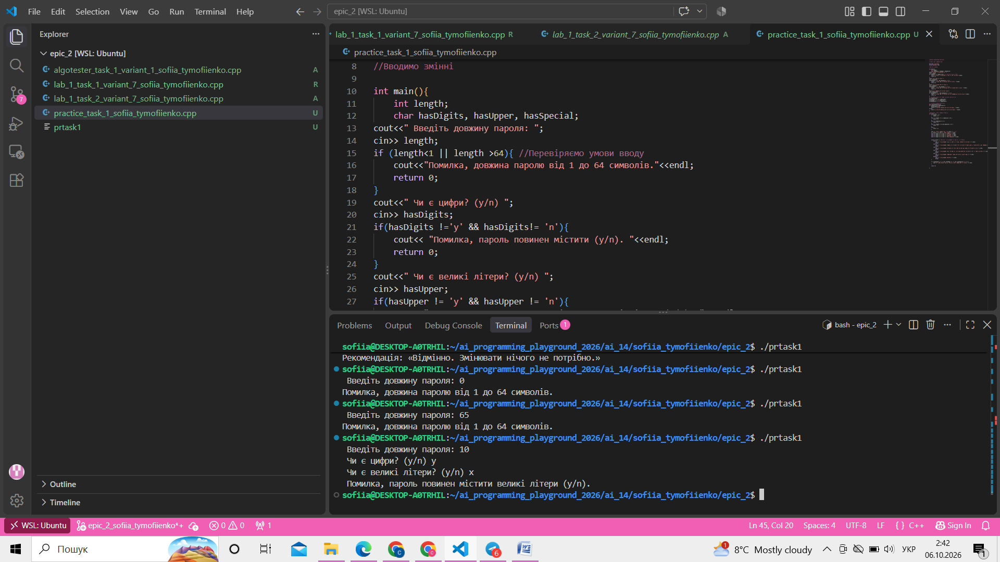 File Edit Selection View Go Run Terminal Help
epic_2 [WSL: Ubuntu]
Explorer
epic_2 [WSL: Ubuntu]
algotester_task_1_variant_1_sofiia_tymofiienko.cpp A
lab_1_task_1_variant_7_sofiia_tymofiienko.cpp R
lab_1_task_2_variant_7_sofiia_tymofiienko.cpp A
practice_task_1_sofiia_tymofiienko.cpp U
prtask1 U
7
Outline
Timeline
lab_1_task_1_variant_7_sofiia_tymofiienko.cpp R
lab_1_task_2_variant_7_sofiia_tymofiienko.cpp A
practice_task_1_sofiia_tymofiienko.cpp U
practice_task_1_sofiia_tymofiienko.cpp
8 //Вводимо змінні
9
10 int main(){
11 int length;
12 char hasDigits, hasUpper, hasSpecial;
13 cout<<" Введіть довжину пароля: ";
14 cin>> length;
15 if (length<1 || length >64){ //Перевіряємо умови вводу
16 cout<<"Помилка, довжина паролю від 1 до 64 символів."<<endl;
17 return 0;
18 }
19 cout<<" Чи є цифри? (y/n) ";
20 cin>> hasDigits;
21 if(hasDigits !='y' && hasDigits!= 'n'){
22 cout<< "Помилка, пароль повинен містити (y/n). "<<endl;
23 return 0;
24 }
25 cout<<" Чи є великі літери? (y/n) ";
26 cin>> hasUpper;
27 if(hasUpper != 'y' && hasUpper != 'n'){
Problems Output Debug Console Terminal Ports 1
bash - epic_2
sofiia@DESKTOP-A0TRHIL:~/ai_programming_playground_2026/ai_14/sofiia_tymofiienko/epic_2$ ./prtask1
Рекомендація: «Відмінно. Змінювати нічого не потрібно.»
sofiia@DESKTOP-A0TRHIL:~/ai_programming_playground_2026/ai_14/sofiia_tymofiienko/epic_2$ ./prtask1
Введіть довжину пароля: 0
Помилка, довжина паролю від 1 до 64 символів.
sofiia@DESKTOP-A0TRHIL:~/ai_programming_playground_2026/ai_14/sofiia_tymofiienko/epic_2$ ./prtask1
Введіть довжину пароля: 65
Помилка, довжина паролю від 1 до 64 символів.
sofiia@DESKTOP-A0TRHIL:~/ai_programming_playground_2026/ai_14/sofiia_tymofiienko/epic_2$ ./prtask1
Введіть довжину пароля: 10
Чи є цифри? (y/n) y
Чи є великі літери? (y/n) x
Помилка, пароль повинен містити великі літери (y/n).
sofiia@DESKTOP-A0TRHIL:~/ai_programming_playground_2026/ai_14/sofiia_tymofiienko/epic_2$
WSL: Ubuntu epic_2_sofiia_tymofiienko*+ 0 0 1 Ln 45, Col 20 Spaces: 4 UTF-8 LF {} C++ Sign In
Пошук
6
1
8°C Mostly cloudy
УКР
2:42
06.10.2026
1